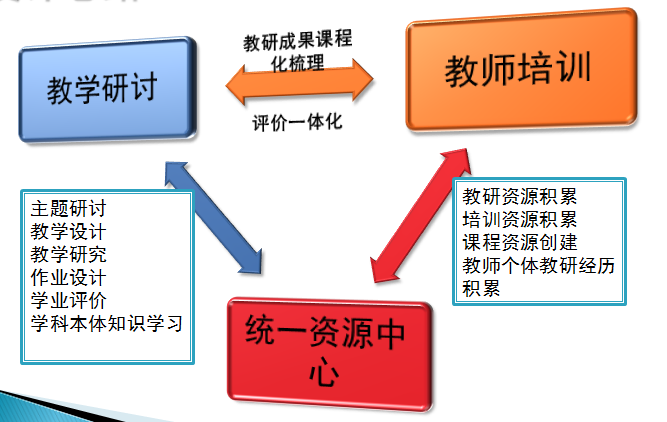 教学研讨
教研成果课程
化梳理
评价一体化
教师培训
主题研讨
教学设计
教学研究
作业设计
学业评价
学科本体知识学习
教研资源积累
培训资源积累
课程资源创建
教师个体教研经历
积累
统一资源中
心